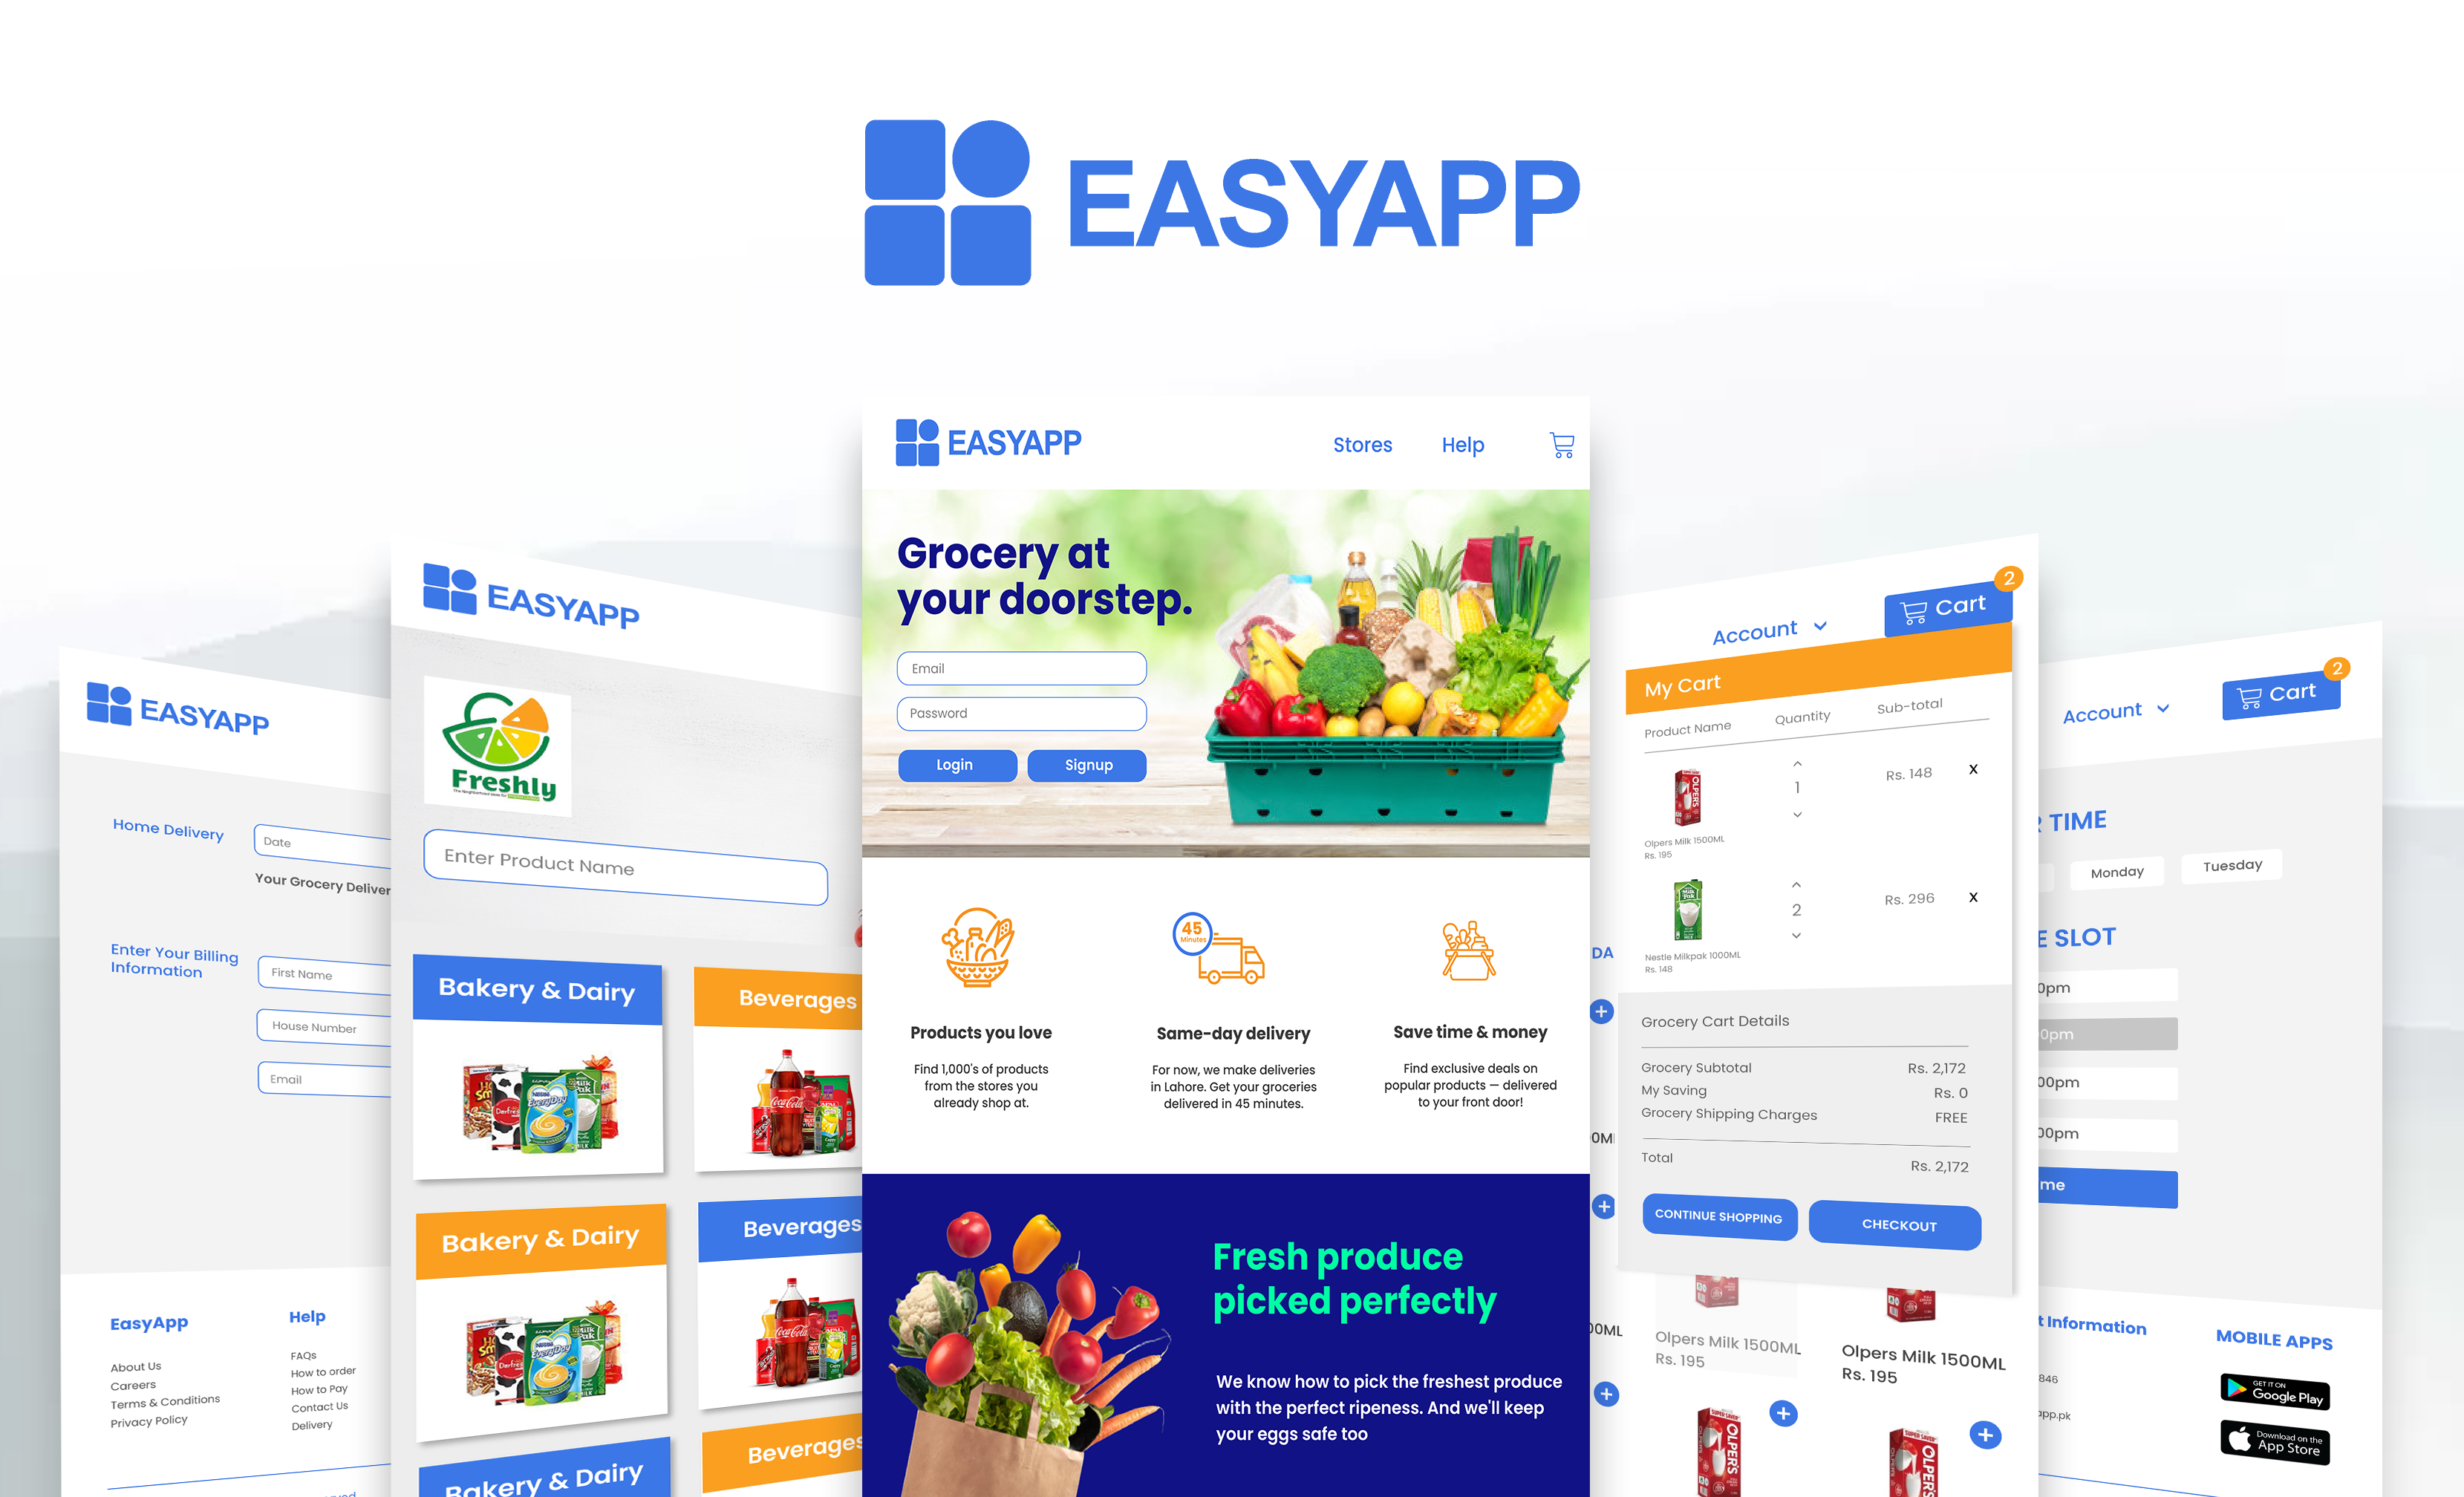 EASYAPP
EASYAPP
Home Delivery
Date
Your Grocery Deliver
Enter Your Billing
Information
First Name
House Number
Email
EasyApp
About Us
Careers
Terms & Conditions
Privacy Policy
Help
FAQs
How to order
How to Pay
Contact Us
Delivery
EASYAPP
Freshly
Enter Product Name
Bakery & Dairy
Beverages
Coca-Cola
Bakery & Dairy
Beverages
Coca-Cola
Bakery & Dairy
Beverages
EASYAPP
Stores
Help
Grocery at
your doorstep.
Email
Password
Login
Signup
45
Minutes
Products you love
Find 1,000's of products
from the stores you
already shop at.
Same-day delivery
For now, we make deliveries
in Lahore. Get your groceries
delivered in 45 minutes.
Save time & money
Find exclusive deals on
popular products — delivered
to your front door!
Fresh produce
picked perfectly
We know how to pick the freshest produce
with the perfect ripeness. And we'll keep
your eggs safe too
Account
Cart
2
My Cart
Product Name
Quantity
Sub-total
OLPERS
1
Rs. 148
X
Olpers Milk 1500ML
Rs. 195
2
Rs. 296
X
Nestle Milkpak 1000ML
Rs. 148
Grocery Cart Details
Grocery Subtotal
Rs. 2,172
My Saving
Rs. 0
Grocery Shipping Charges
FREE
Total
Rs. 2,172
CONTINUE SHOPPING
CHECKOUT
Olpers Milk 1500ML
Rs. 195
Olpers Milk 1500ML
Rs. 195
OLPERS
OLPERS
Account
Cart
2
TIME
Monday
Tuesday
SLOT
0pm
0pm
00pm
00pm
me
t Information
846
app.pk
MOBILE APPS
GET IT ON
Google Play
Download on the
App Store